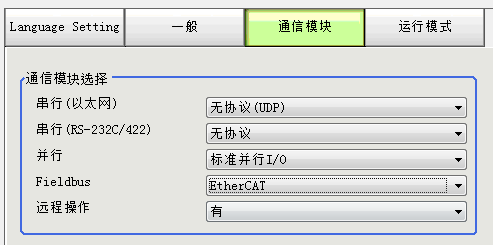 Language Setting 一般 通信模块 运行模式
通信模块选择
串行(以太网) 无协议(UDP)
串行(RS-232C/422) 无协议
并行 标准并行I/O
Fieldbus EtherCAT
远程操作 有